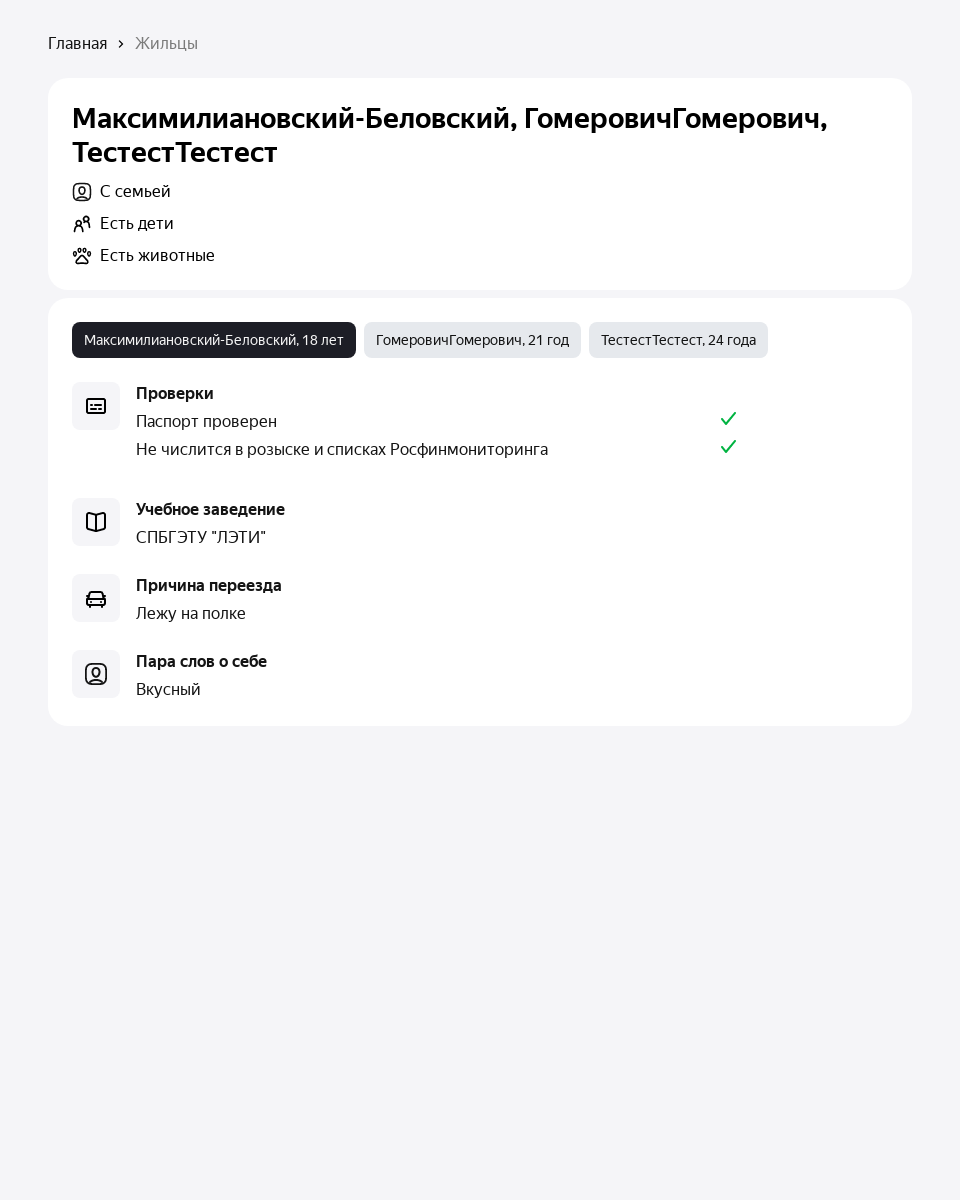 Главная › Жильцы
Максимилиановский-Беловский, ГомеровичГомерович,
ТестестТестест
С семьей
Есть дети
Есть животные
Максимилиановский-Беловский, 18 лет ГомеровичГомерович, 21 год ТестестТестест, 24 года
Проверки
Паспорт проверен
Не числится в розыске и списках Росфинмониторинга
Учебное заведение
СПБГЭТУ "ЛЭТИ"
Причина переезда
Лежу на полке
Пара слов о себе
Вкусный